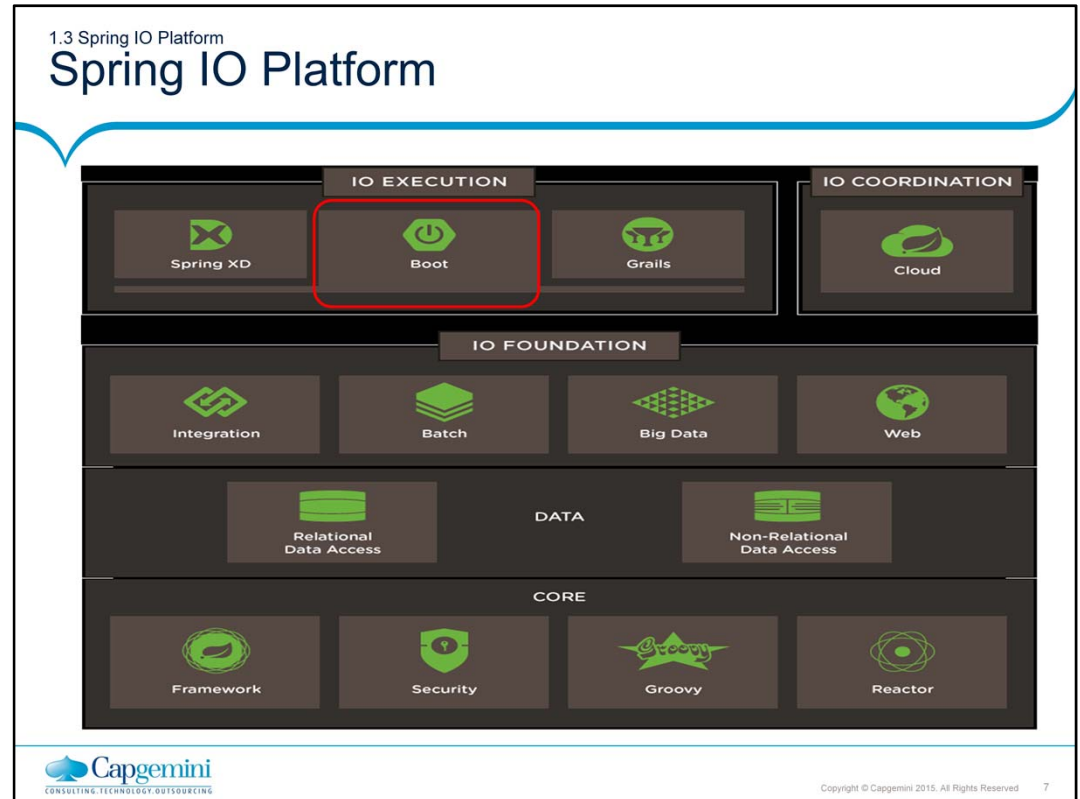 1.3 Spring IO Platform
Spring IO Platform
IO EXECUTION
IO COORDINATION
Spring XD
Boot
Grails
Cloud
IO FOUNDATION
Integration
Batch
Big Data
Web
DATA
Relational
Data Access
Non-Relational
Data Access
CORE
Framework
Security
Groovy
Groovy
Reactor
Capgemini
CONSULTING.TECHNOLOGY.OUTSOURCING
Copyright © Capgemini 2015. All Rights Reserved 7